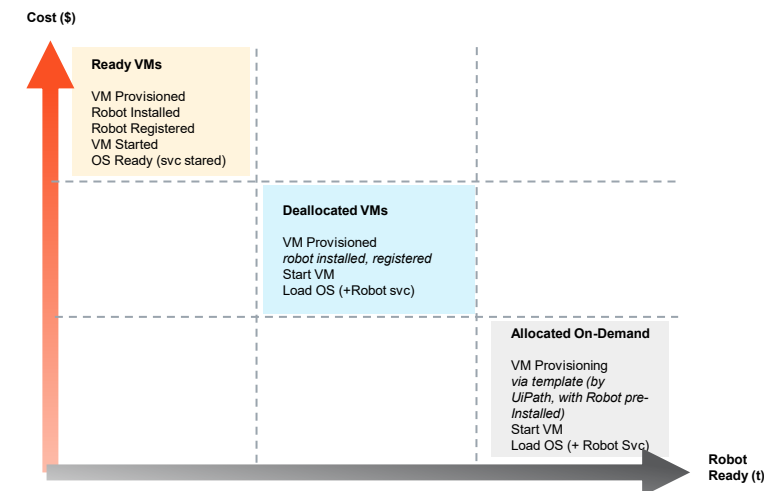 Cost ($)
Ready VMs
VM Provisioned
Robot Installed
Robot Registered
VM Started
OS Ready (svc stared)
Deallocated VMs
VM Provisioned
robot installed, registered
Start VM
Load OS (+Robot svc)
Allocated On-Demand
VM Provisioning
via template (by
UiPath, with Robot pre-
Installed)
Start VM
Load OS (+ Robot Svc)
Robot
Ready (t)